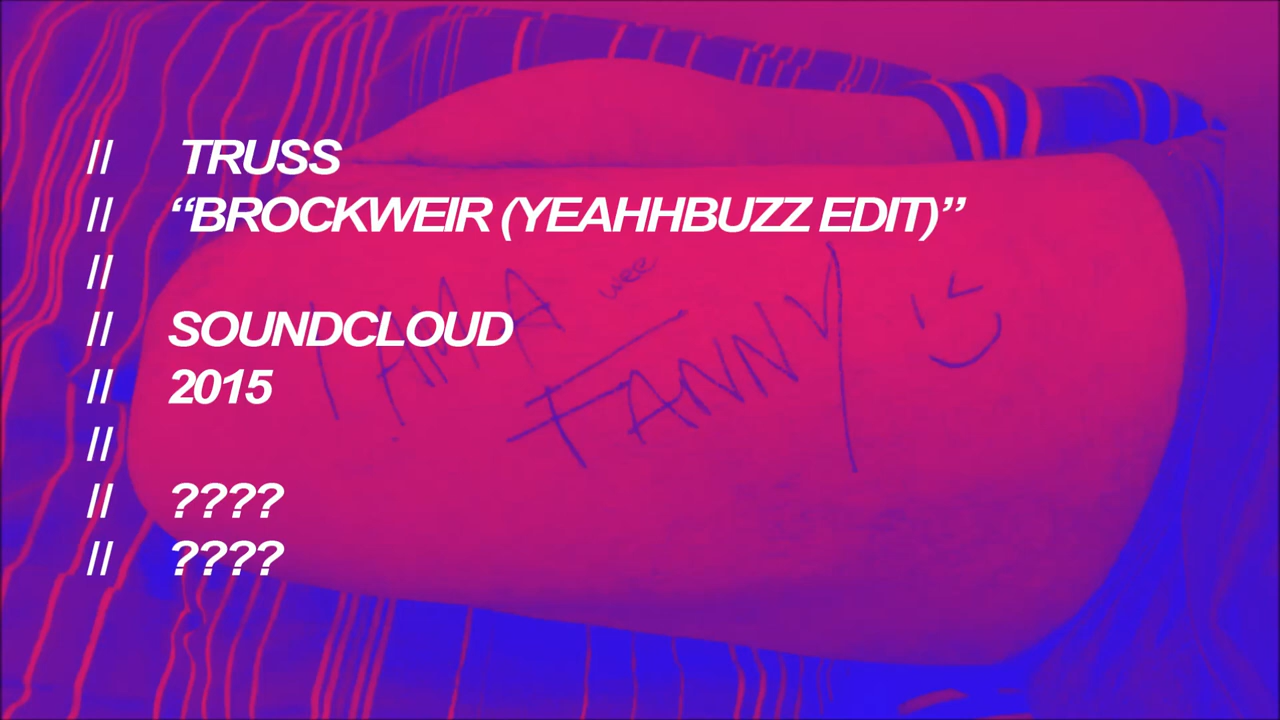 // TRUSS
// “BROCKWEIR (YEAHHBUZZ EDIT)”
//
// SOUNDCLOUD
// 2015
//
// ????
// ????
I AM A wee
FANNY